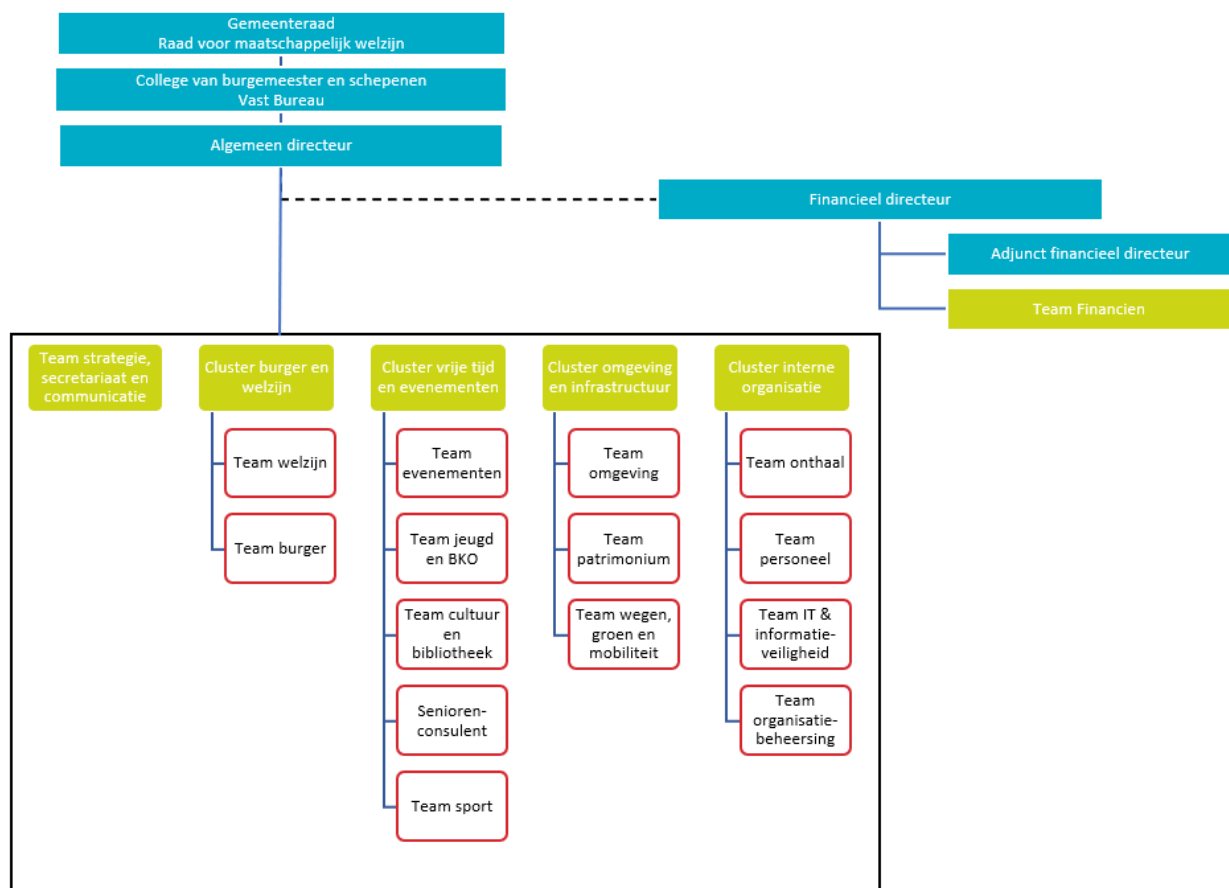 Gemeenteraad
Raad voor maatschappelijk welzijn
College van burgemeester en schepenen
Vast Bureau
Algemeen directeur
Financieel directeur
Adjunct financieel directeur
Team Financien
Team strategie,
secretariaat en
communicatie
Cluster burger en
welzijn
Team welzijn
Team burger
Cluster vrije tijd
en evenementen
Team
evenementen
Team jeugd
en BKO
Team cultuur
en
bibliotheek
Senioren-
consulent
Team sport
Cluster omgeving
en infrastructuur
Team
omgeving
Team
patrimonium
Team wegen,
groen en
mobiliteit
Cluster interne
organisatie
Team onthaal
Team
personeel
Team IT &
informatie-
veiligheid
Team
organisatie-
beheersing